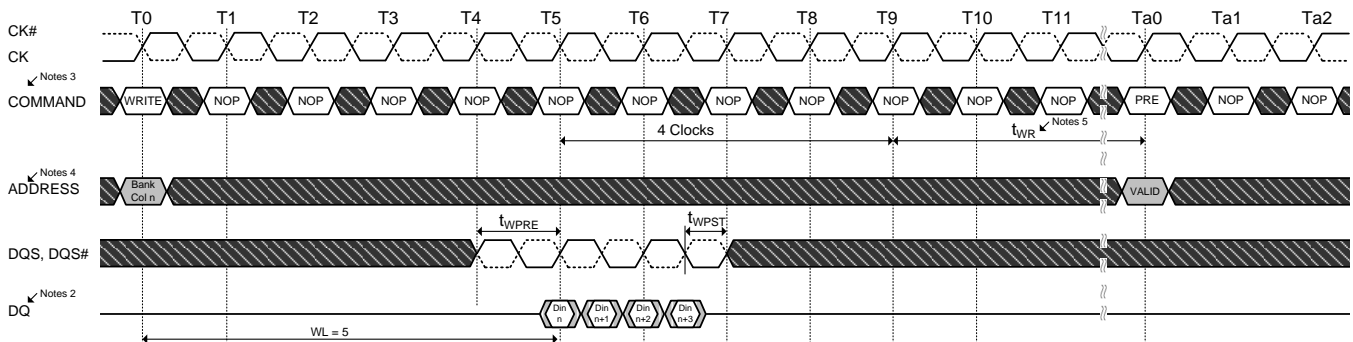 T0 T1 T2 T3 T4 T5 T6 T7 T8 T9 T10 T11 Ta0 Ta1 Ta2
CK#
CK
Notes 3
COMMAND WRITE NOP NOP NOP NOP NOP NOP NOP NOP NOP NOP NOP PRE NOP NOP
4 Clocks tWR Notes 5
Notes 4
ADDRESS Bank Col n VALID
tWPRE tWPST
DQS, DQS#
Notes 2
DQ Din n Din n+1 Din n+2 Din n+3
WL = 5